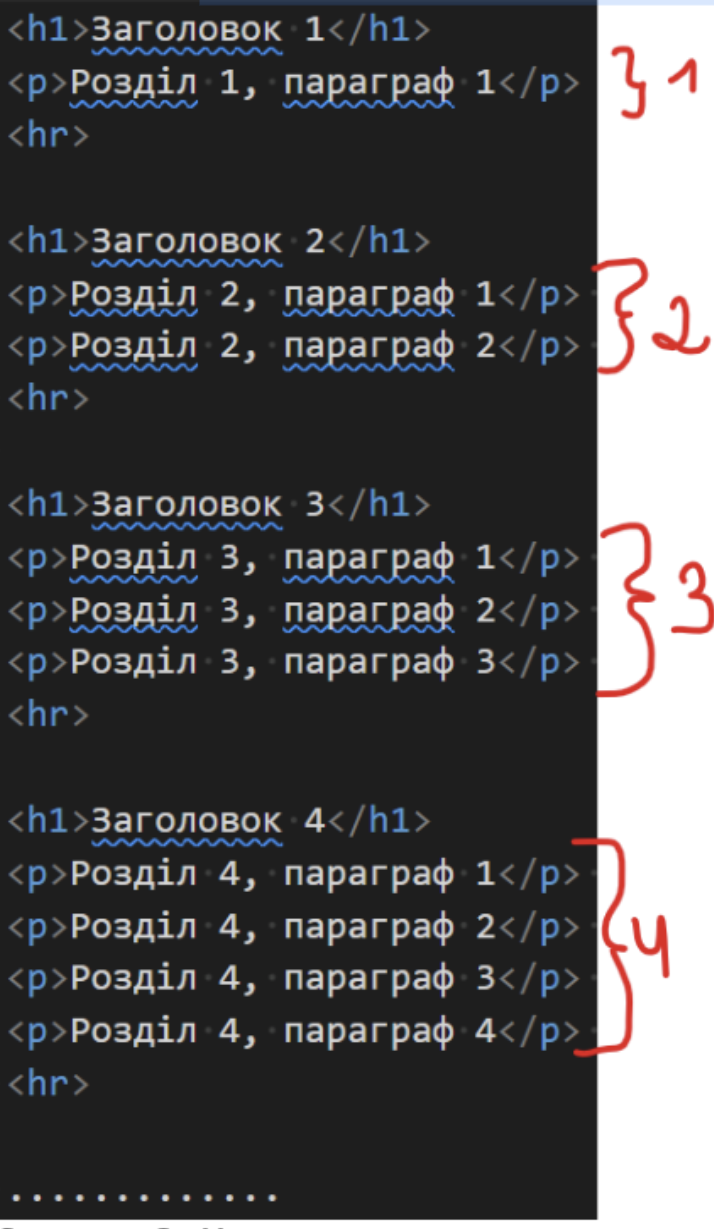 <h1>Заголовок 1</h1>
<p>Розділ 1, параграф 1</p> } 1
<hr>
<h1>Заголовок 2</h1>
<p>Розділ 2, параграф 1</p>
<p>Розділ 2, параграф 2</p> } 2
<hr>
<h1>Заголовок 3</h1>
<p>Розділ 3, параграф 1</p>
<p>Розділ 3, параграф 2</p> } 3
<p>Розділ 3, параграф 3</p>
<hr>
<h1>Заголовок 4</h1>
<p>Розділ 4, параграф 1</p>
<p>Розділ 4, параграф 2</p> } 4
<p>Розділ 4, параграф 3</p>
<p>Розділ 4, параграф 4</p>
<hr>
.............